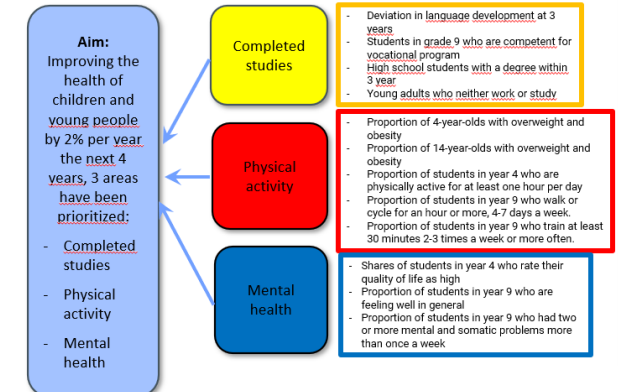 Aim:
Improving the
health of
children and
young people
by 2% per year
the next 4
years, 3 areas
have been
prioritized:
- Completed
studies
- Physical
activity
- Mental
health
Completed
studies
- Deviation in language development at 3
years
- Students in grade 9 who are competent for
vocational program
- High school students with a degree within
3 year
- Young adults who neither work or study
Physical
activity
- Proportion of 4-year-olds with overweight and
obesity
- Proportion of 14-year-olds with overweight and
obesity
- Proportion of students in year 4 who are
physically active for at least one hour per day
- Proportion of students in year 9 who walk or
cycle for an hour or more, 4-7 days a week.
- Proportion of students in year 9 who train at least
30 minutes 2-3 times a week or more often.
Mental
health
- Shares of students in year 4 who rate their
quality of life as high
- Proportion of students in year 9 who are
feeling well in general
- Proportion of students in year 9 who had two
or more mental and somatic problems more
than once a week